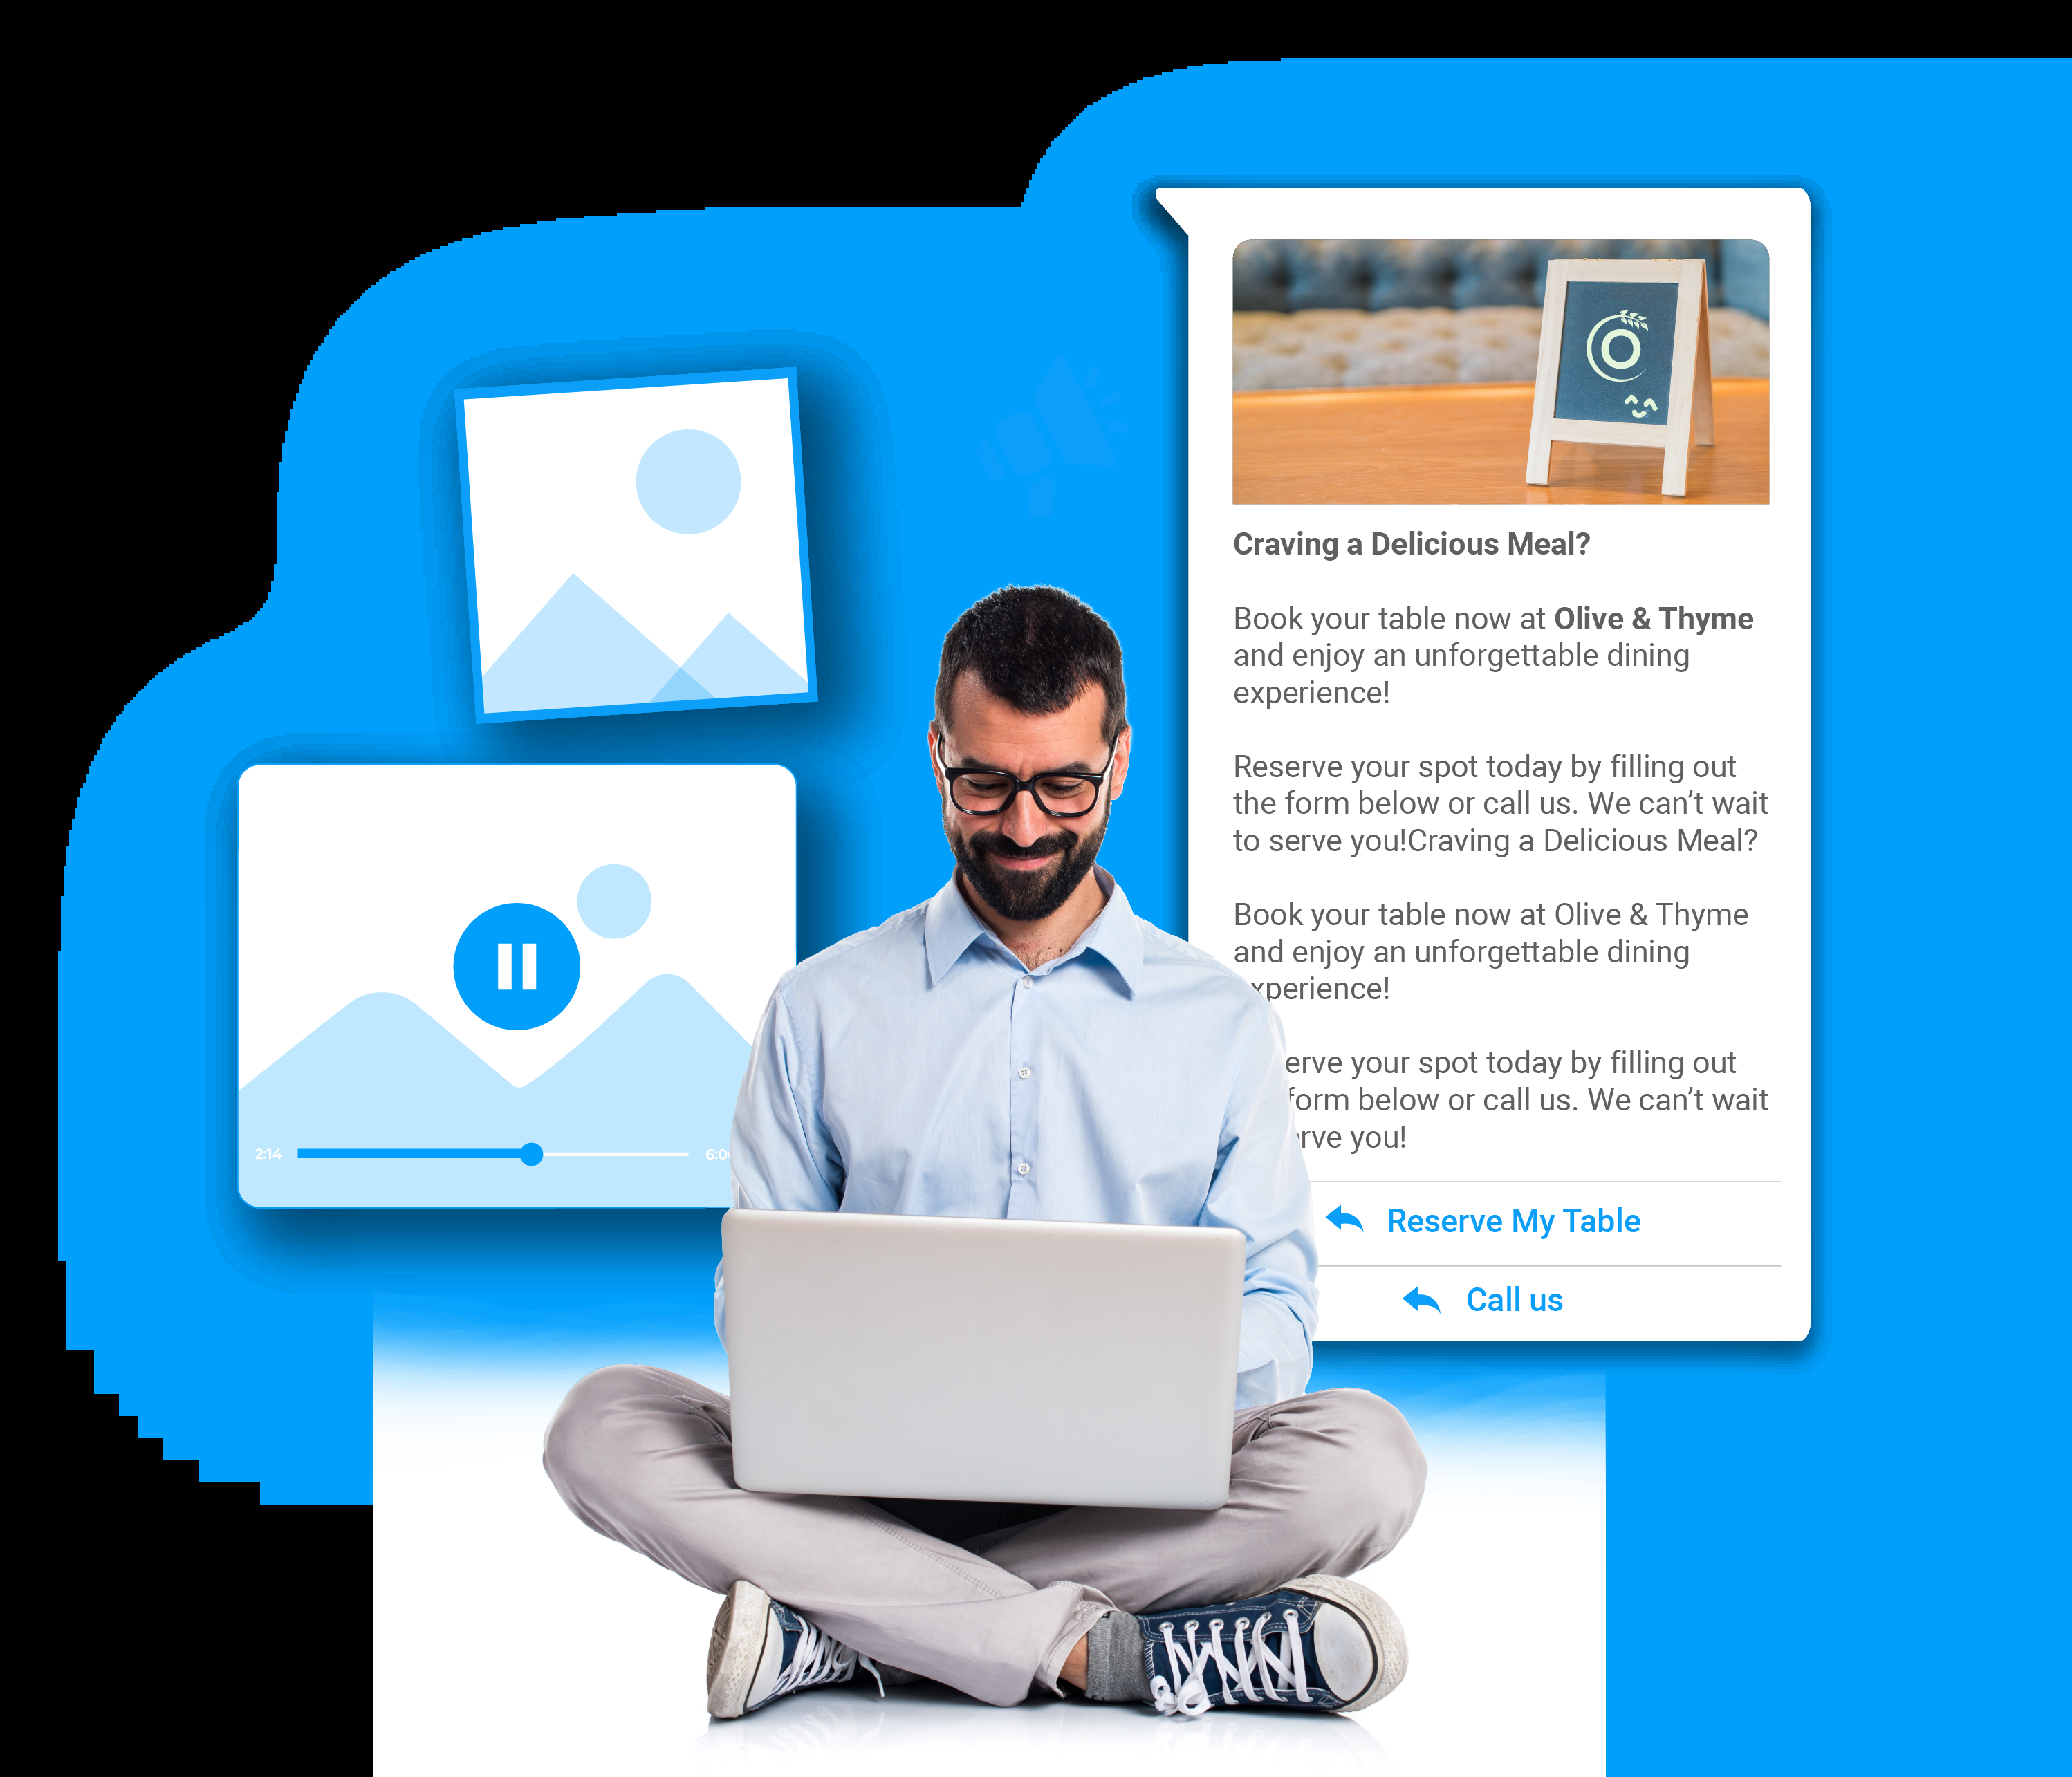 Craving a Delicious Meal?
Book your table now at Olive & Thyme
and enjoy an unforgettable dining
experience!
Reserve your spot today by filling out
the form below or call us. We can’t wait
to serve you!Craving a Delicious Meal?
Book your table now at Olive & Thyme
and enjoy an unforgettable dining
xperience!
erve your spot today by filling out
form below or call us. We can’t wait
rve you!
Reserve My Table
Call us
2:14